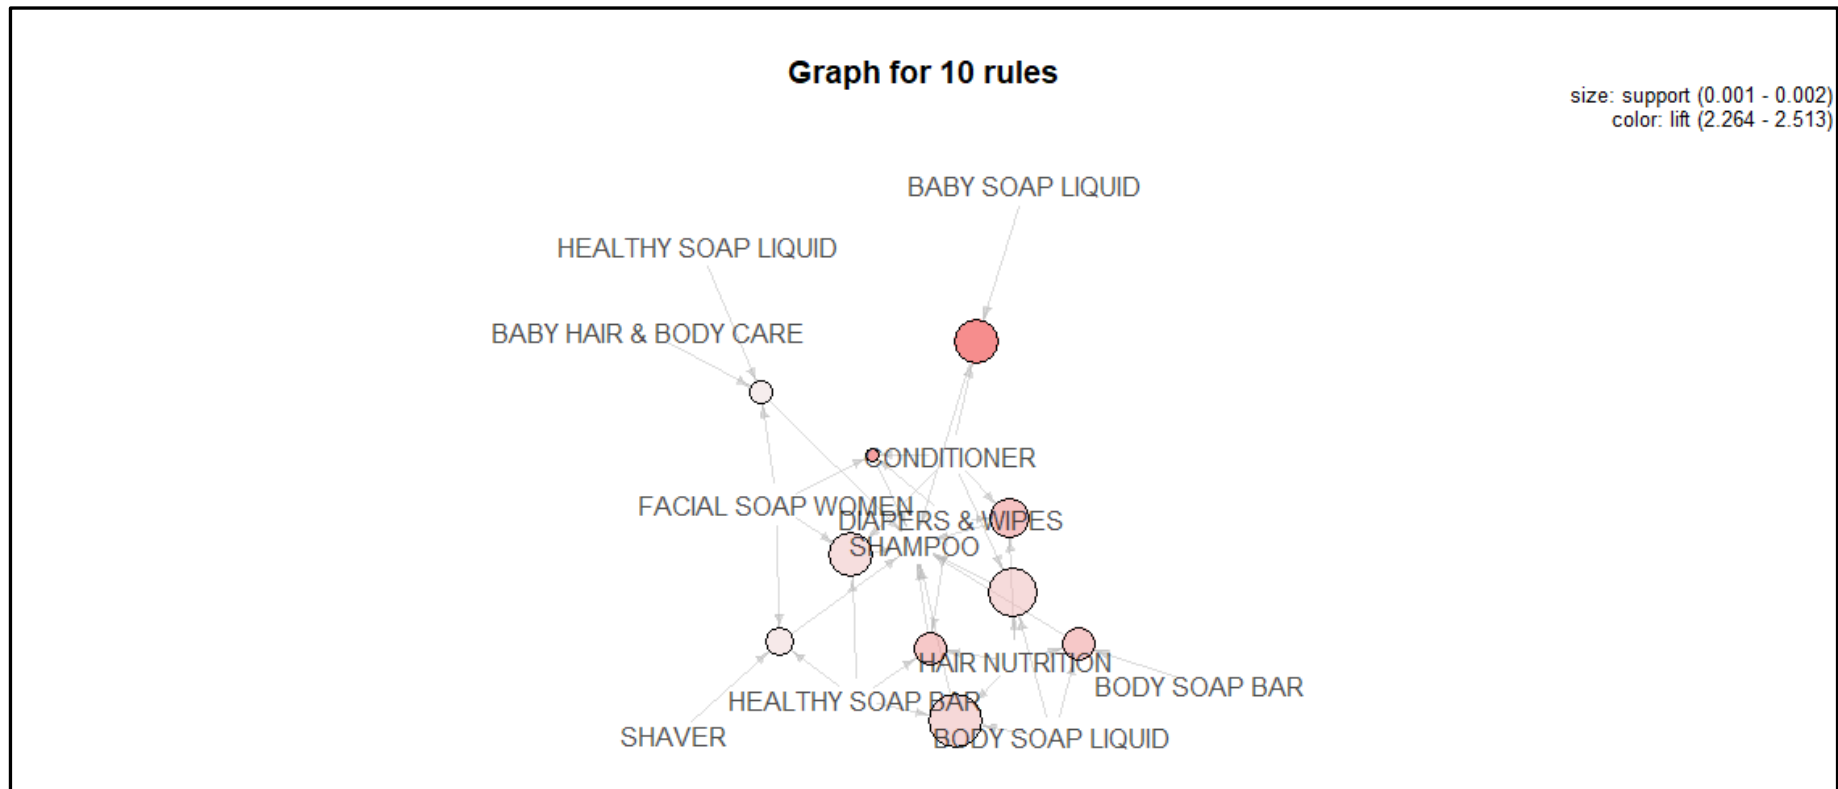 Graph for 10 rules
size: support (0.001 - 0.002)
color: lift (2.264 - 2.513)
BABY SOAP LIQUID
HEALTHY SOAP LIQUID
BABY HAIR & BODY CARE
CONDITIONER
FACIAL SOAP WOMEN
DIAPERS & WIPES
SHAMPOO
HAIR NUTRITION
BODY SOAP BAR
HEALTHY SOAP BAR
SHAVER
BODY SOAP LIQUID